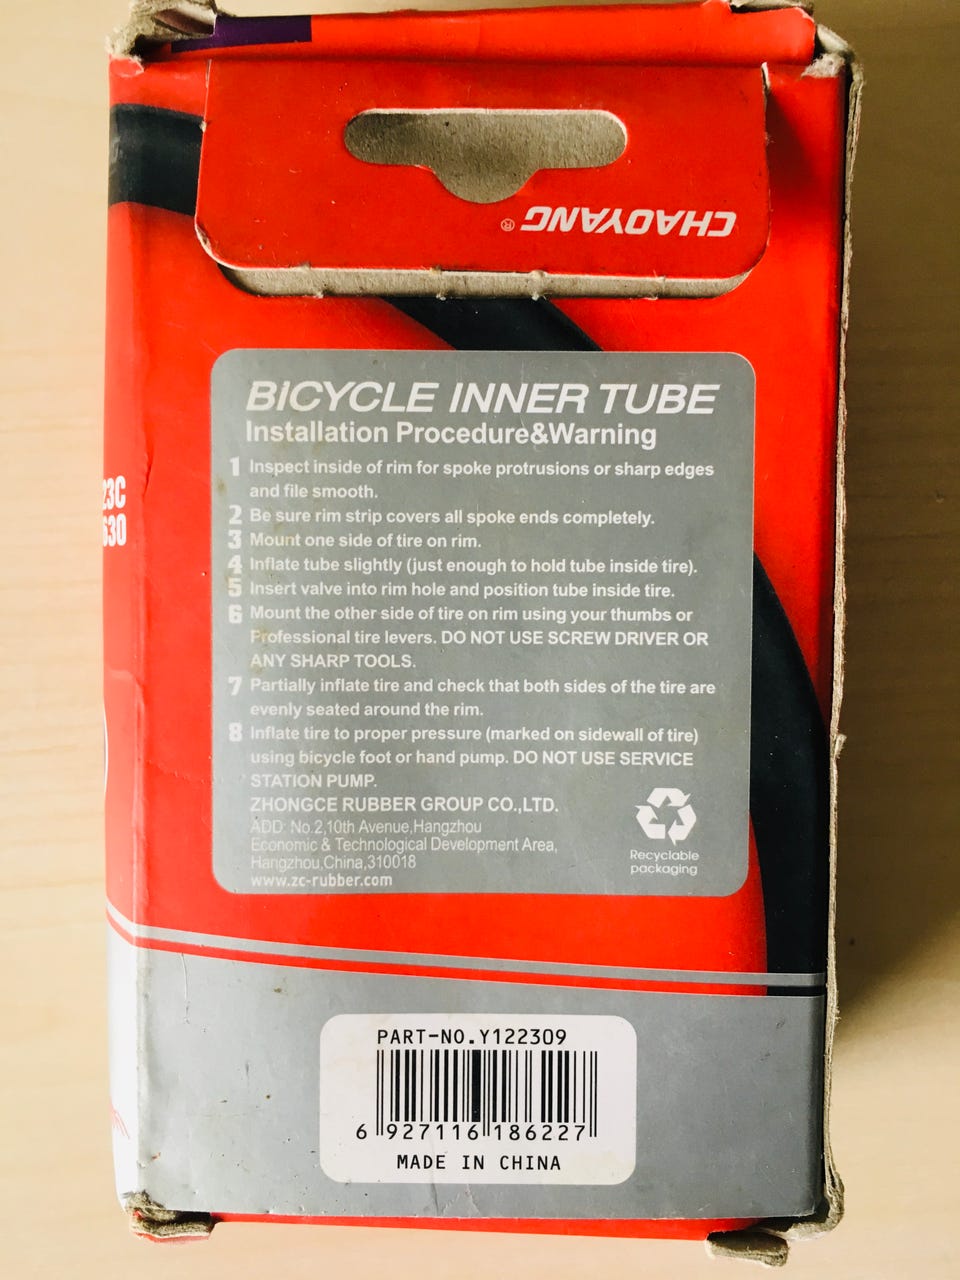 CHAOYANG ®
BICYCLE INNER TUBE
Installation Procedure&Warning
1 Inspect inside of rim for spoke protrusions or sharp edges
and file smooth.
2 Be sure rim strip covers all spoke ends completely.
3 Mount one side of tire on rim.
4 Inflate tube slightly (just enough to hold tube inside tire).
5 Insert valve into rim hole and position tube inside tire.
6 Mount the other side of tire on rim using your thumbs or
Professional tire levers. DO NOT USE SCREW DRIVER OR
ANY SHARP TOOLS.
7 Partially inflate tire and check that both sides of the tire are
evenly seated around the rim.
8 Inflate tire to proper pressure (marked on sidewall of tire)
using bicycle foot or hand pump. DO NOT USE SERVICE
STATION PUMP.
ZHONGCE RUBBER GROUP CO.,LTD.
ADD: No.2,10th Avenue,Hangzhou
Economic & Technological Development Area,
Hangzhou,China,310018
www.zc-rubber.com
Recyclable
packaging
23C
630
PART-NO.Y122309
6 927116 186227
MADE IN CHINA